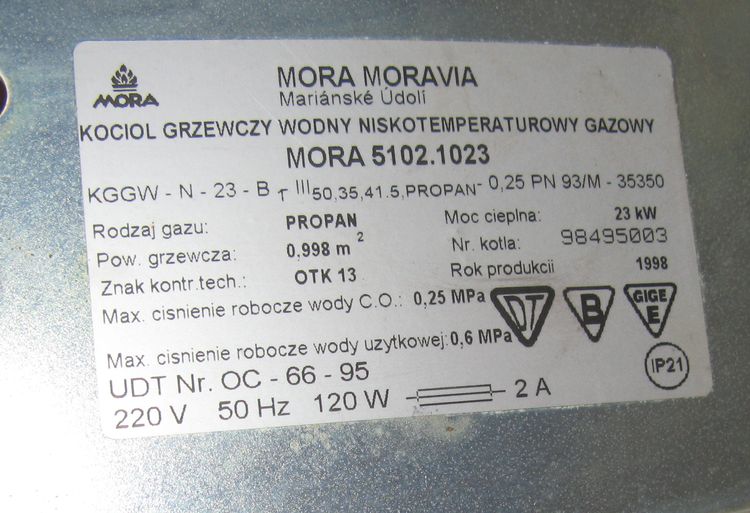 MORA
MORA MORAVIA
Mariánské Údolí
KOCIOL GRZEWCZY WODNY NISKOTEMPERATUROWY GAZOWY
MORA 5102.1023
KGGW - N - 23 - B T III 50,35,41.5,PROPAN - 0,25 PN 93/M - 35350
Rodzaj gazu: PROPAN Moc cieplna: 23 kW
Pow. grzewcza: 0,998 m² Nr. kotla: 98495003
Znak kontr.tech.: OTK 13 Rok produkcii 1998
Max. cisnienie robocze wody C.O.: 0,25 MPa
DT B GIGE E
Max. cisnienie robocze wody uzytkowej: 0,6 MPa
UDT Nr. OC - 66 - 95
IP21
220 V 50 Hz 120 W 2 A